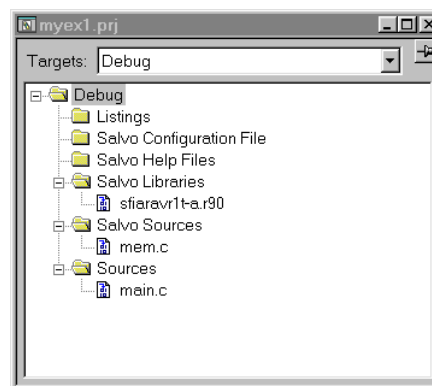 myex1.prj
Targets: Debug
Debug
Listings
Salvo Configuration File
Salvo Help Files
Salvo Libraries
sfiaravr1t-a.r90
Salvo Sources
mem.c
Sources
main.c